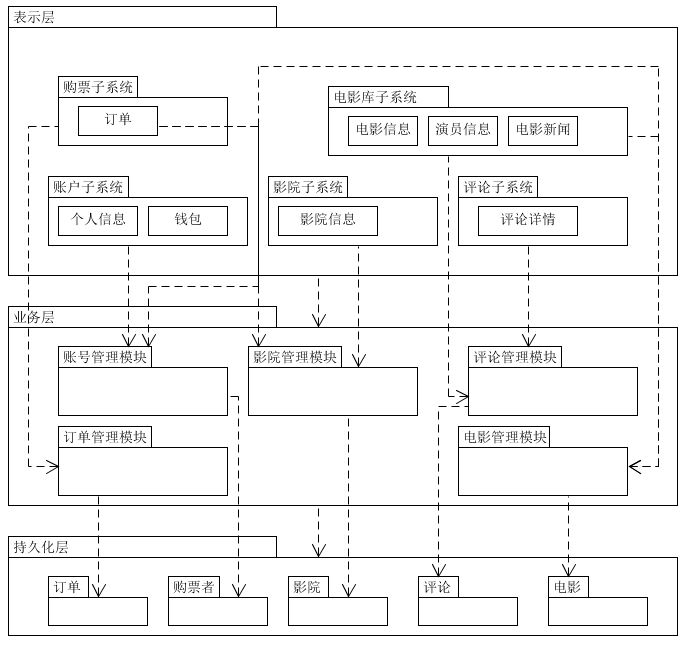 表示层
购票子系统
订单
电影库子系统
电影信息
演员信息
电影新闻
账户子系统
个人信息
钱包
影院子系统
影院信息
评论子系统
评论详情
业务层
账号管理模块
影院管理模块
评论管理模块
订单管理模块
电影管理模块
持久化层
订单
购票者
影院
评论
电影